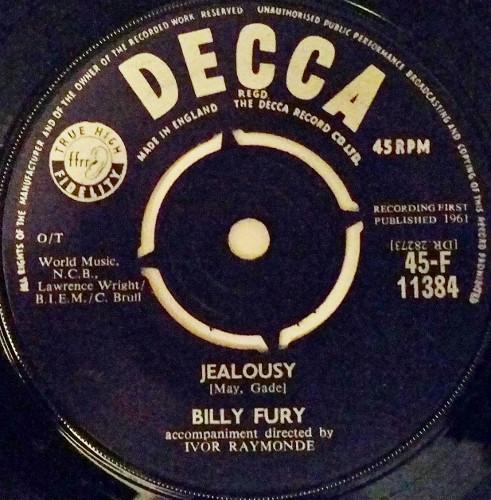 ALL RIGHTS OF THE MANUFACTURER AND OF THE OWNER OF THE RECORDED WORK RESERVED UNAUTHORISED PUBLIC PERFORMANCE BROADCASTING AND COPYING OF THIS RECORD PROHIBITED
DECCA
REGD.
MADE IN ENGLAND THE DECCA RECORD CO. LTD.
TRUE HIGH
ffrr
FIDELITY
45 RPM
RECORDING FIRST
PUBLISHED 1961
[DR 28273]
45-F
11384
O/T
World Music,
N.C.B.,
Lawrence Wright/
B.I.E.M./C. Brull
JEALOUSY
[May, Gade]
BILLY FURY
accompaniment directed by
IVOR RAYMONDE